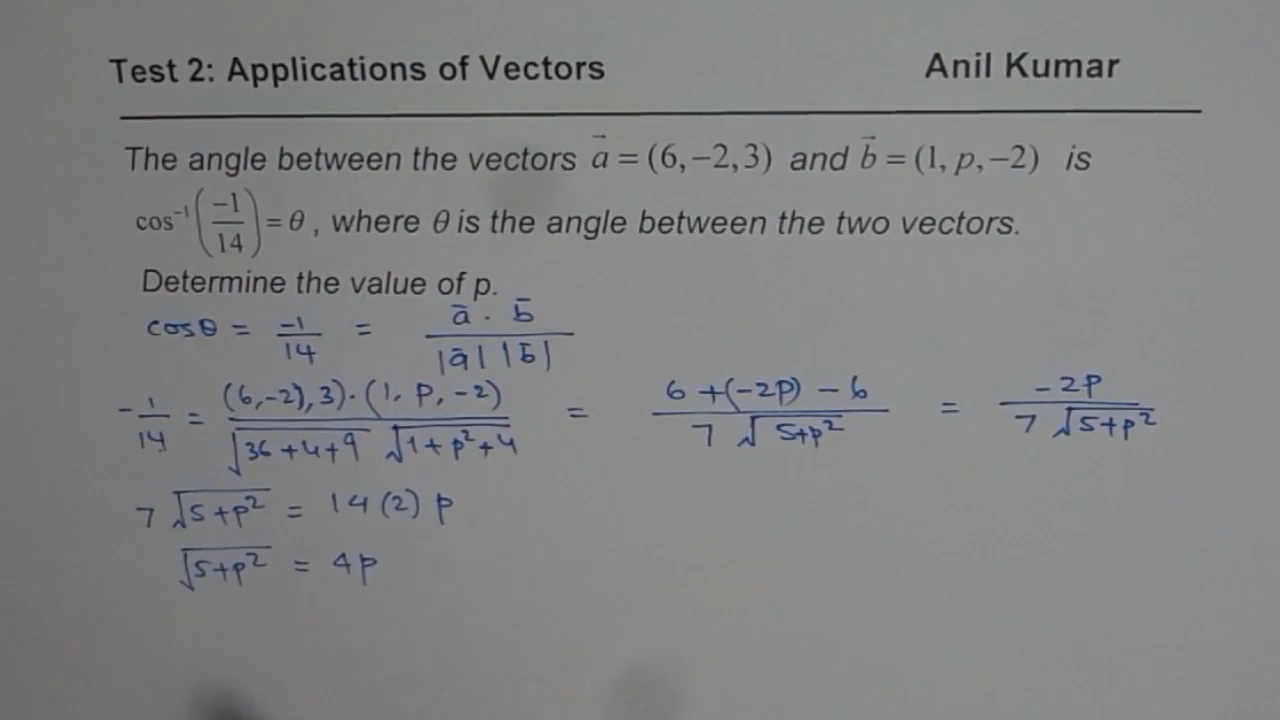 Test 2: Applications of Vectors Anil Kumar
The angle between the vectors a⃗ = (6,−2,3) and b⃗ = (1, p,−2) is
cos⁻¹(−1/14) = θ , where θ is the angle between the two vectors.
Determine the value of p.
cosθ = −1/14 = a̅ · b̅ / |a̅| |b̅|
−1/14 = (6,−2,3)·(1, P, −2) / √36+4+9 √1+p²+4 = 6 +(−2p) − 6 / 7 √5+p² = −2p / 7 √5+p²
7 √5+p² = 14 (2) p
√5+p² = 4p